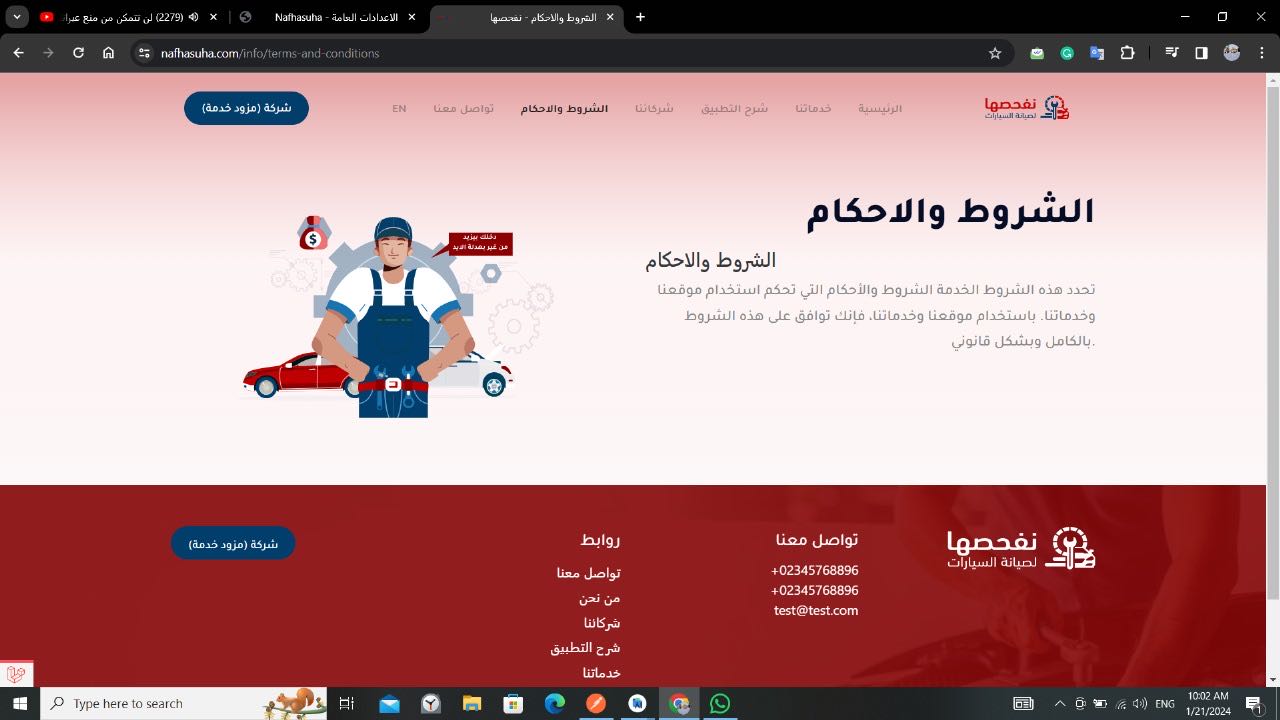 (2279) لن تتمكن من منع عبرات
الاعدادات العامة - Nafhasuha
الشروط والاحكام - نفحصها
nafhasuha.com/info/terms-and-conditions
نفحصها
لصيانة السيارات
الرئيسية
خدماتنا
شرح التطبيق
شركائنا
الشروط والاحكام
تواصل معنا
EN
شركة (مزود خدمة)
الشروط والاحكام
الشروط والاحكام
تحدد هذه الشروط الخدمة الشروط والأحكام التي تحكم استخدام موقعنا
وخدماتنا. باستخدام موقعنا وخدماتنا، فإنك توافق على هذه الشروط
بالكامل وبشكل قانوني.
دخلك بيزيد
من غير بهدلة الايد
نفحصها
لصيانة السيارات
تواصل معنا
+02345768896
+02345768896
test@test.com
روابط
تواصل معنا
من نحن
شركائنا
شرح التطبيق
خدماتنا
شركة (مزود خدمة)
Type here to search
ENG
10:02 AM
1/21/2024